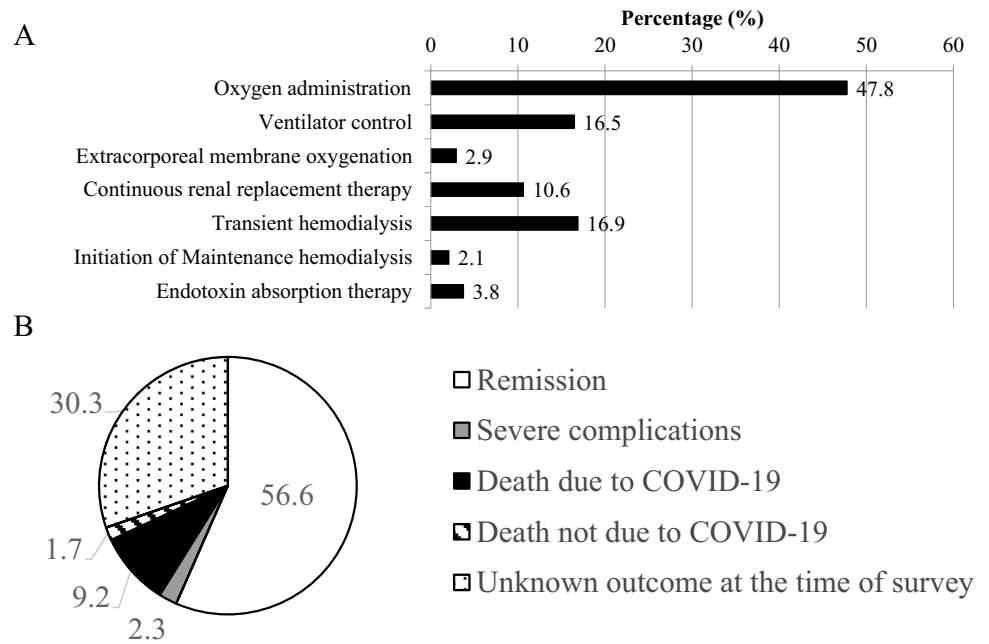 A
Percentage (%)
0 10 20 30 40 50 60
Oxygen administration 47.8
Ventilator control 16.5
Extracorporeal membrane oxygenation 2.9
Continuous renal replacement therapy 10.6
Transient hemodialysis 16.9
Initiation of Maintenance hemodialysis 2.1
Endotoxin absorption therapy 3.8
B
30.3
56.6
1.7
9.2
2.3
Remission
Severe complications
Death due to COVID-19
Death not due to COVID-19
Unknown outcome at the time of survey